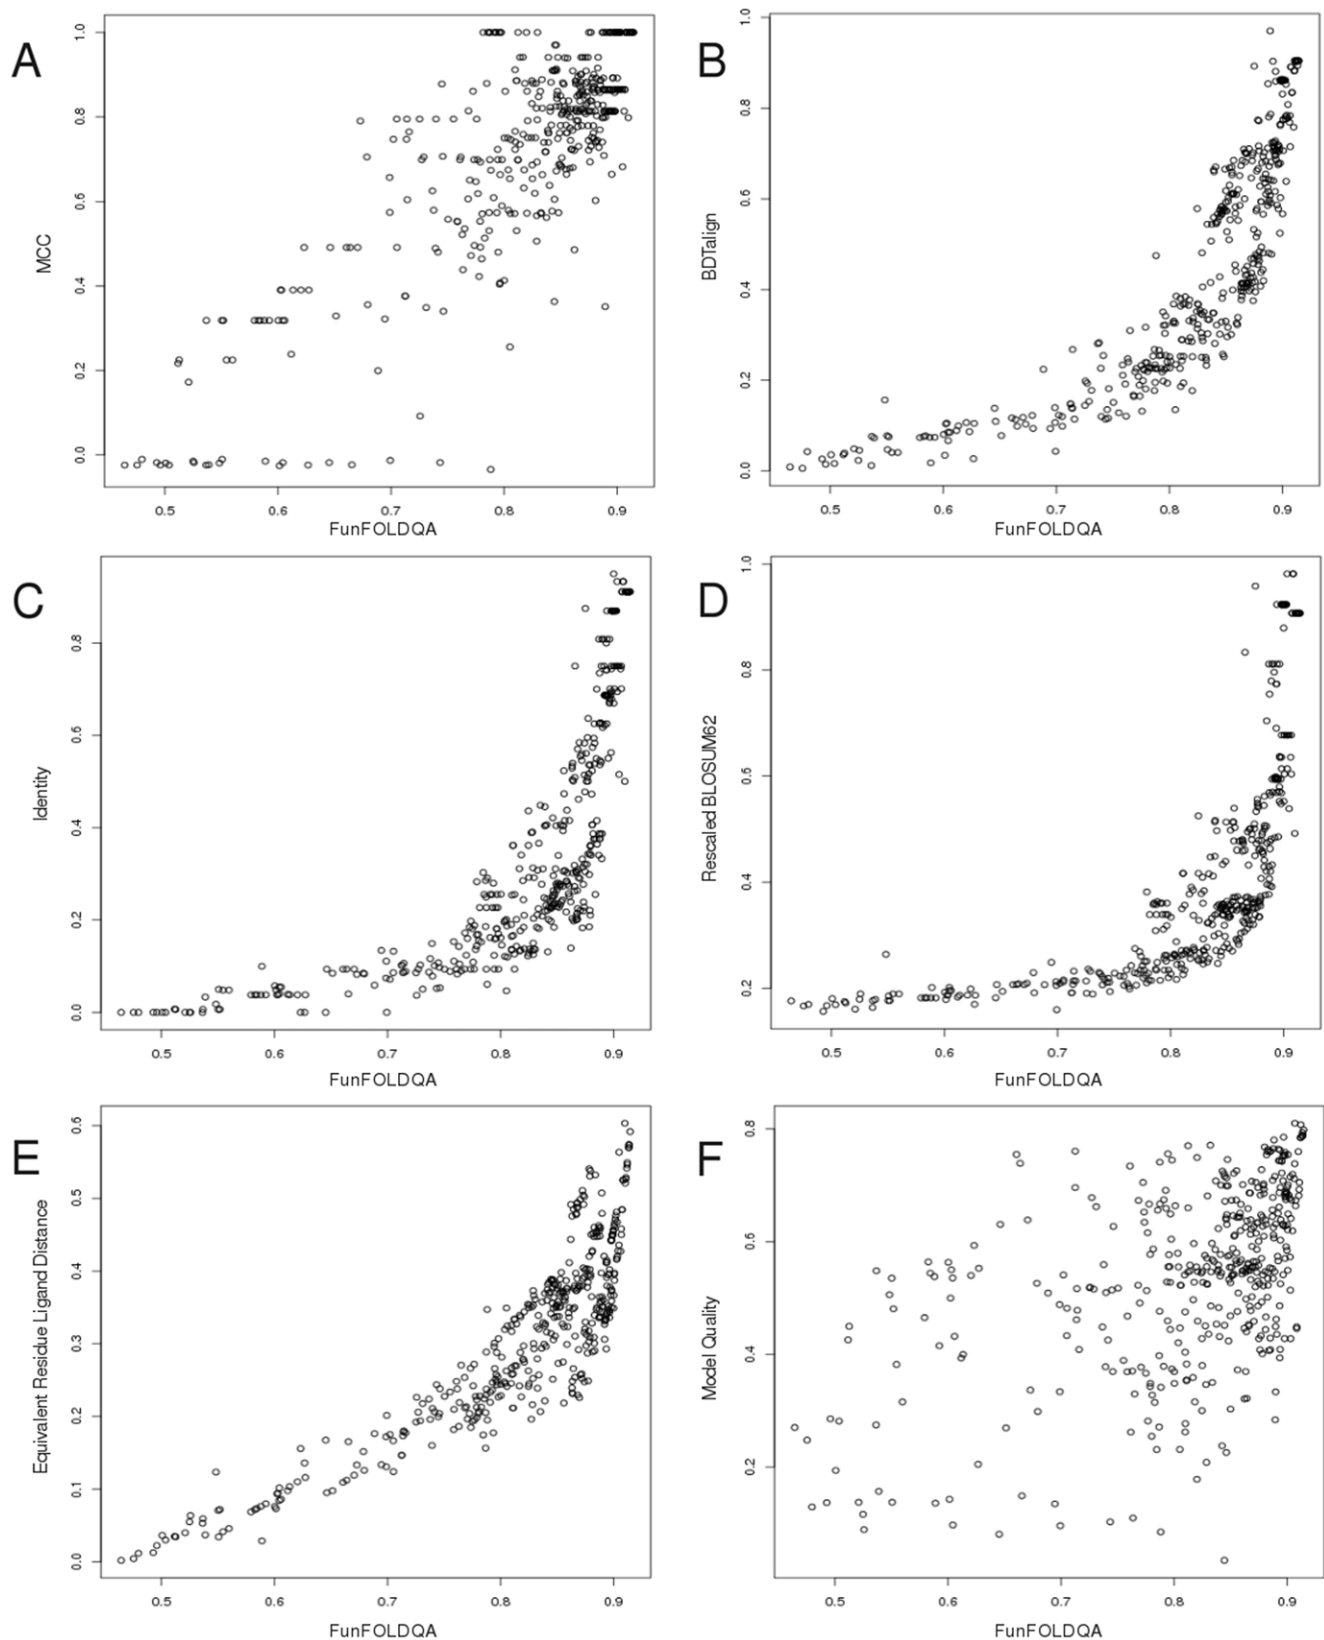 A
MCC
1.0
0.8
0.6
0.4
0.2
0.0
0.5 0.6 0.7 0.8 0.9
FunFOLDQA
B
BDTalign
1.0
0.8
0.6
0.4
0.2
0.0
0.5 0.6 0.7 0.8 0.9
FunFOLDQA
C
Identity
0.8
0.6
0.4
0.2
0.0
0.5 0.6 0.7 0.8 0.9
FunFOLDQA
D
Rescaled BLOSUM62
1.0
0.8
0.6
0.4
0.2
0.5 0.6 0.7 0.8 0.9
FunFOLDQA
E
Equivalent Residue Ligand Distance
0.6
0.5
0.4
0.3
0.2
0.1
0.0
0.5 0.6 0.7 0.8 0.9
FunFOLDQA
F
Model Quality
0.8
0.6
0.4
0.2
0.5 0.6 0.7 0.8 0.9
FunFOLDQA